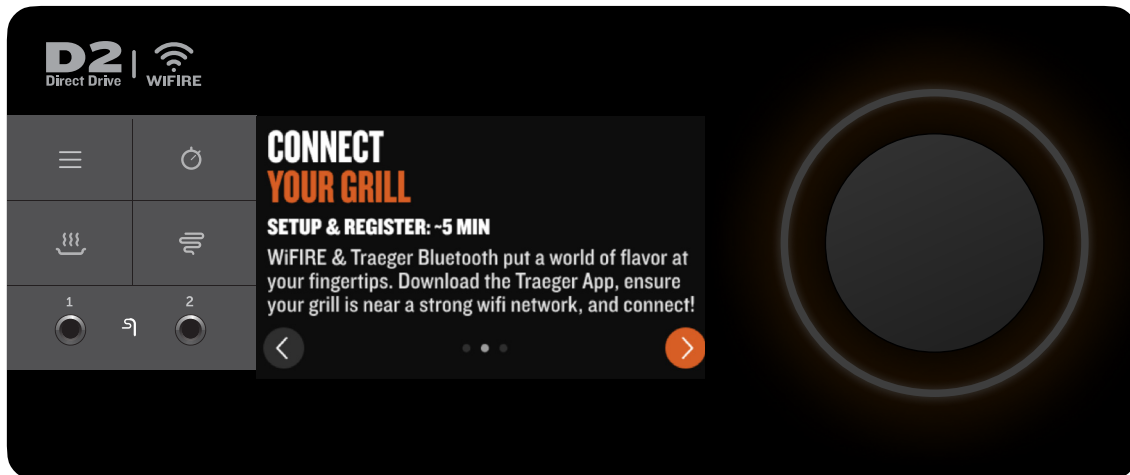 D2
Direct Drive
WiFIRE
1
2
CONNECT
YOUR GRILL
SETUP & REGISTER: ~5 MIN
WiFIRE & Traeger Bluetooth put a world of flavor at
your fingertips. Download the Traeger App, ensure
your grill is near a strong wifi network, and connect!